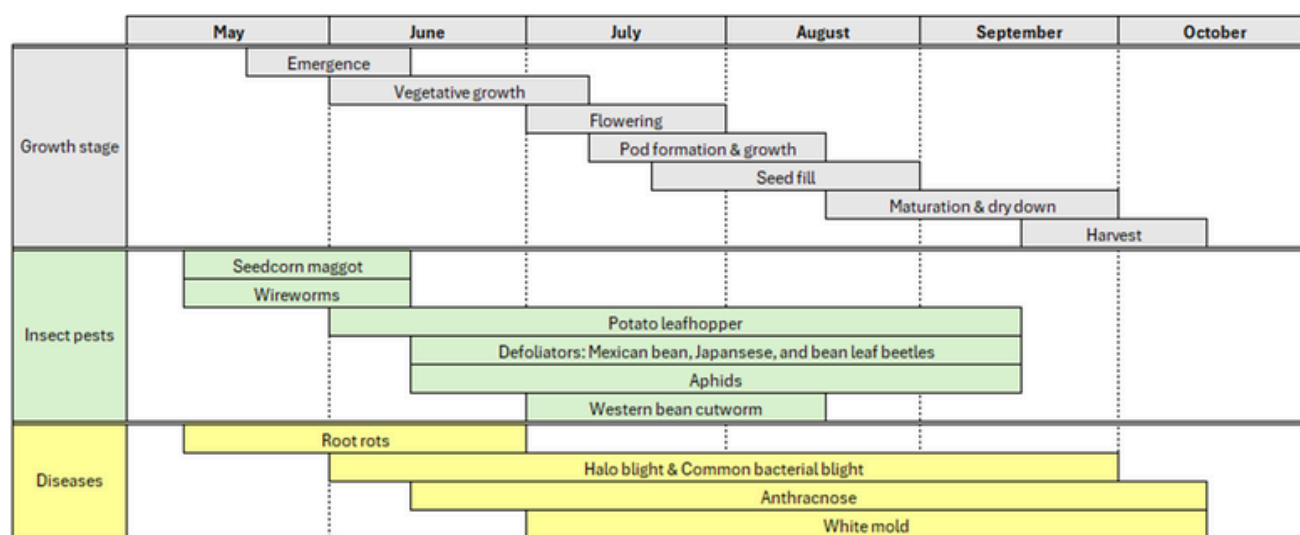 May June July August September October
Growth stage
Emergence
Vegetative growth
Flowering
Pod formation & growth
Seed fill
Maturation & dry down
Harvest
Insect pests
Seedcorn maggot
Wireworms
Potato leafhopper
Defoliators: Mexican bean, Japansese, and bean leaf beetles
Aphids
Western bean cutworm
Diseases
Root rots
Halo blight & Common bacterial blight
Anthracnose
White mold